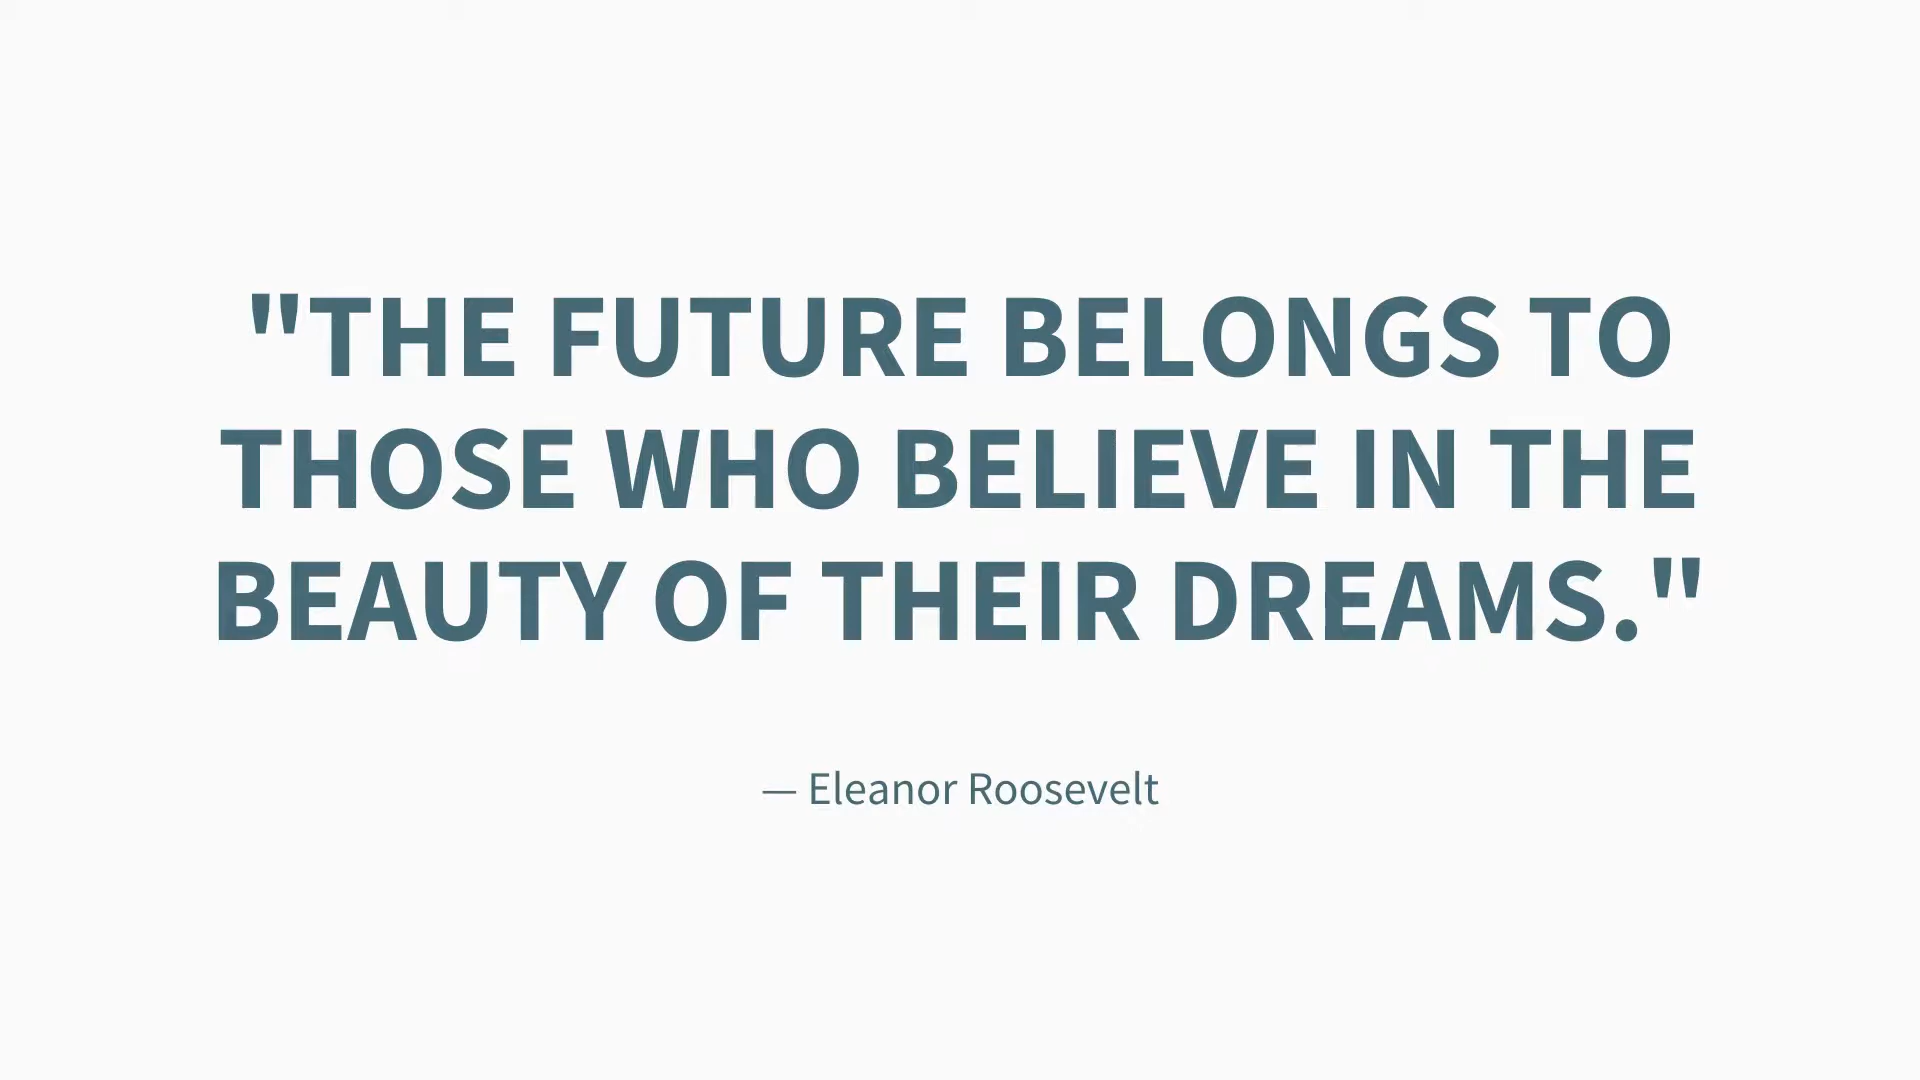 "THE FUTURE BELONGS TO
THOSE WHO BELIEVE IN THE
BEAUTY OF THEIR DREAMS."
— Eleanor Roosevelt